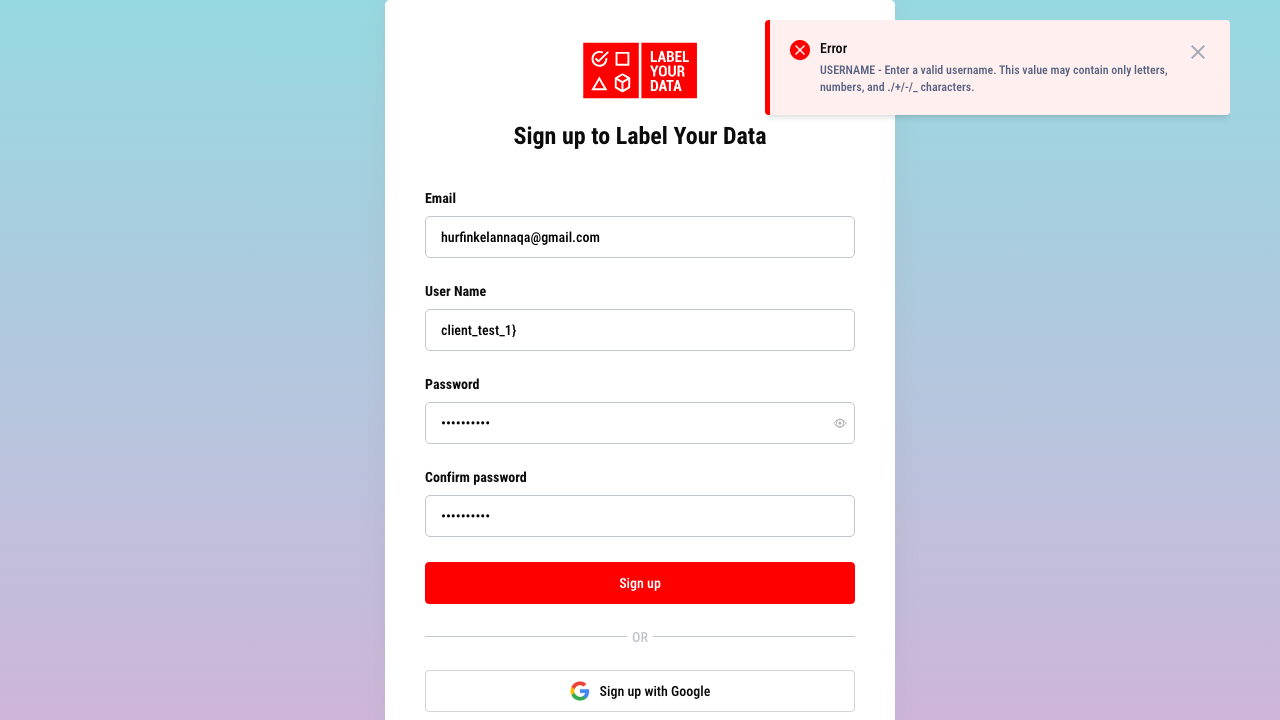 LABEL
YOUR
DATA
Error
USERNAME - Enter a valid username. This value may contain only letters,
numbers, and ./+/-/_ characters.
Sign up to Label Your Data
Email
hurfinkelannaqa@gmail.com
User Name
client_test_1}
Password
••••••••••
Confirm password
••••••••••
Sign up
OR
Sign up with Google